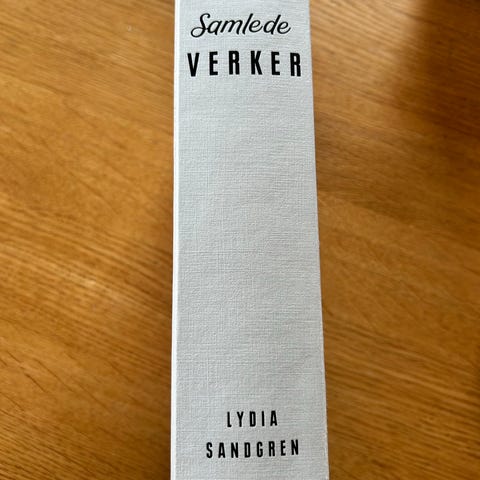 Samlede
VERKER
LYDIA
SANDGREN